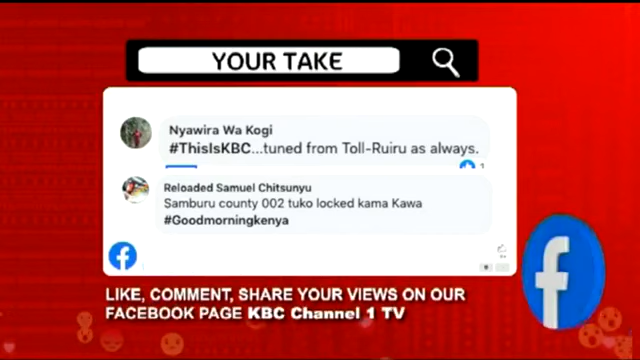 YOUR TAKE
Nyawira Wa Kogi
#ThisIsKBC...tuned from Toll-Ruiru as always.
1
Reloaded Samuel Chitsunyu
Samburu county 002 tuko locked kama Kawa
#Goodmorningkenya
LIKE, COMMENT, SHARE YOUR VIEWS ON OUR
FACEBOOK PAGE KBC Channel 1 TV